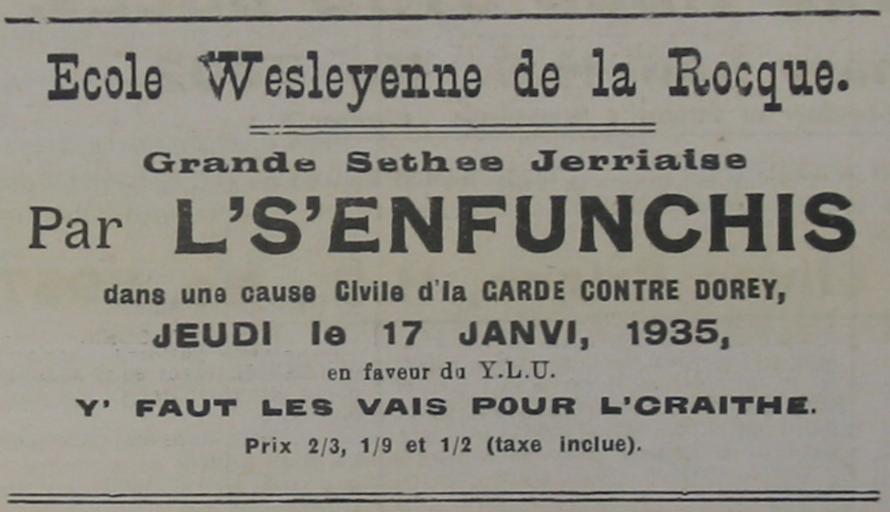 Ecole Wesleyenne de la Rocque.
Grande Sethee Jerriaise
Par L'S'ENFUNCHIS
dans une cause Civile d'la GARDE CONTRE DOREY,
JEUDI le 17 JANVI, 1935,
en faveur du Y.L.U.
Y' FAUT LES VAIS POUR L'CRAITHE.
Prix 2/3, 1/9 et 1/2 (taxe inclue).